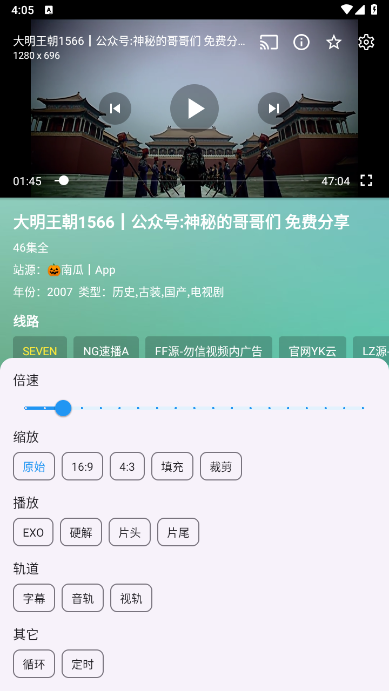 4:05
大明王朝1566丨公众号:神秘的哥哥们 免费分...
1280 x 696
01:45
47:04
大明王朝1566丨公众号:神秘的哥哥们 免费分享
46集全
站源：🎃南瓜丨App
年份：2007 类型：历史,古装,国产,电视剧
线路
SEVEN NG速播A FF源-勿信视频内广告 官网YK云 LZ源-
倍速
缩放
原始 16:9 4:3 填充 裁剪
播放
EXO 硬解 片头 片尾
轨道
字幕 音轨 视轨
其它
循环 定时